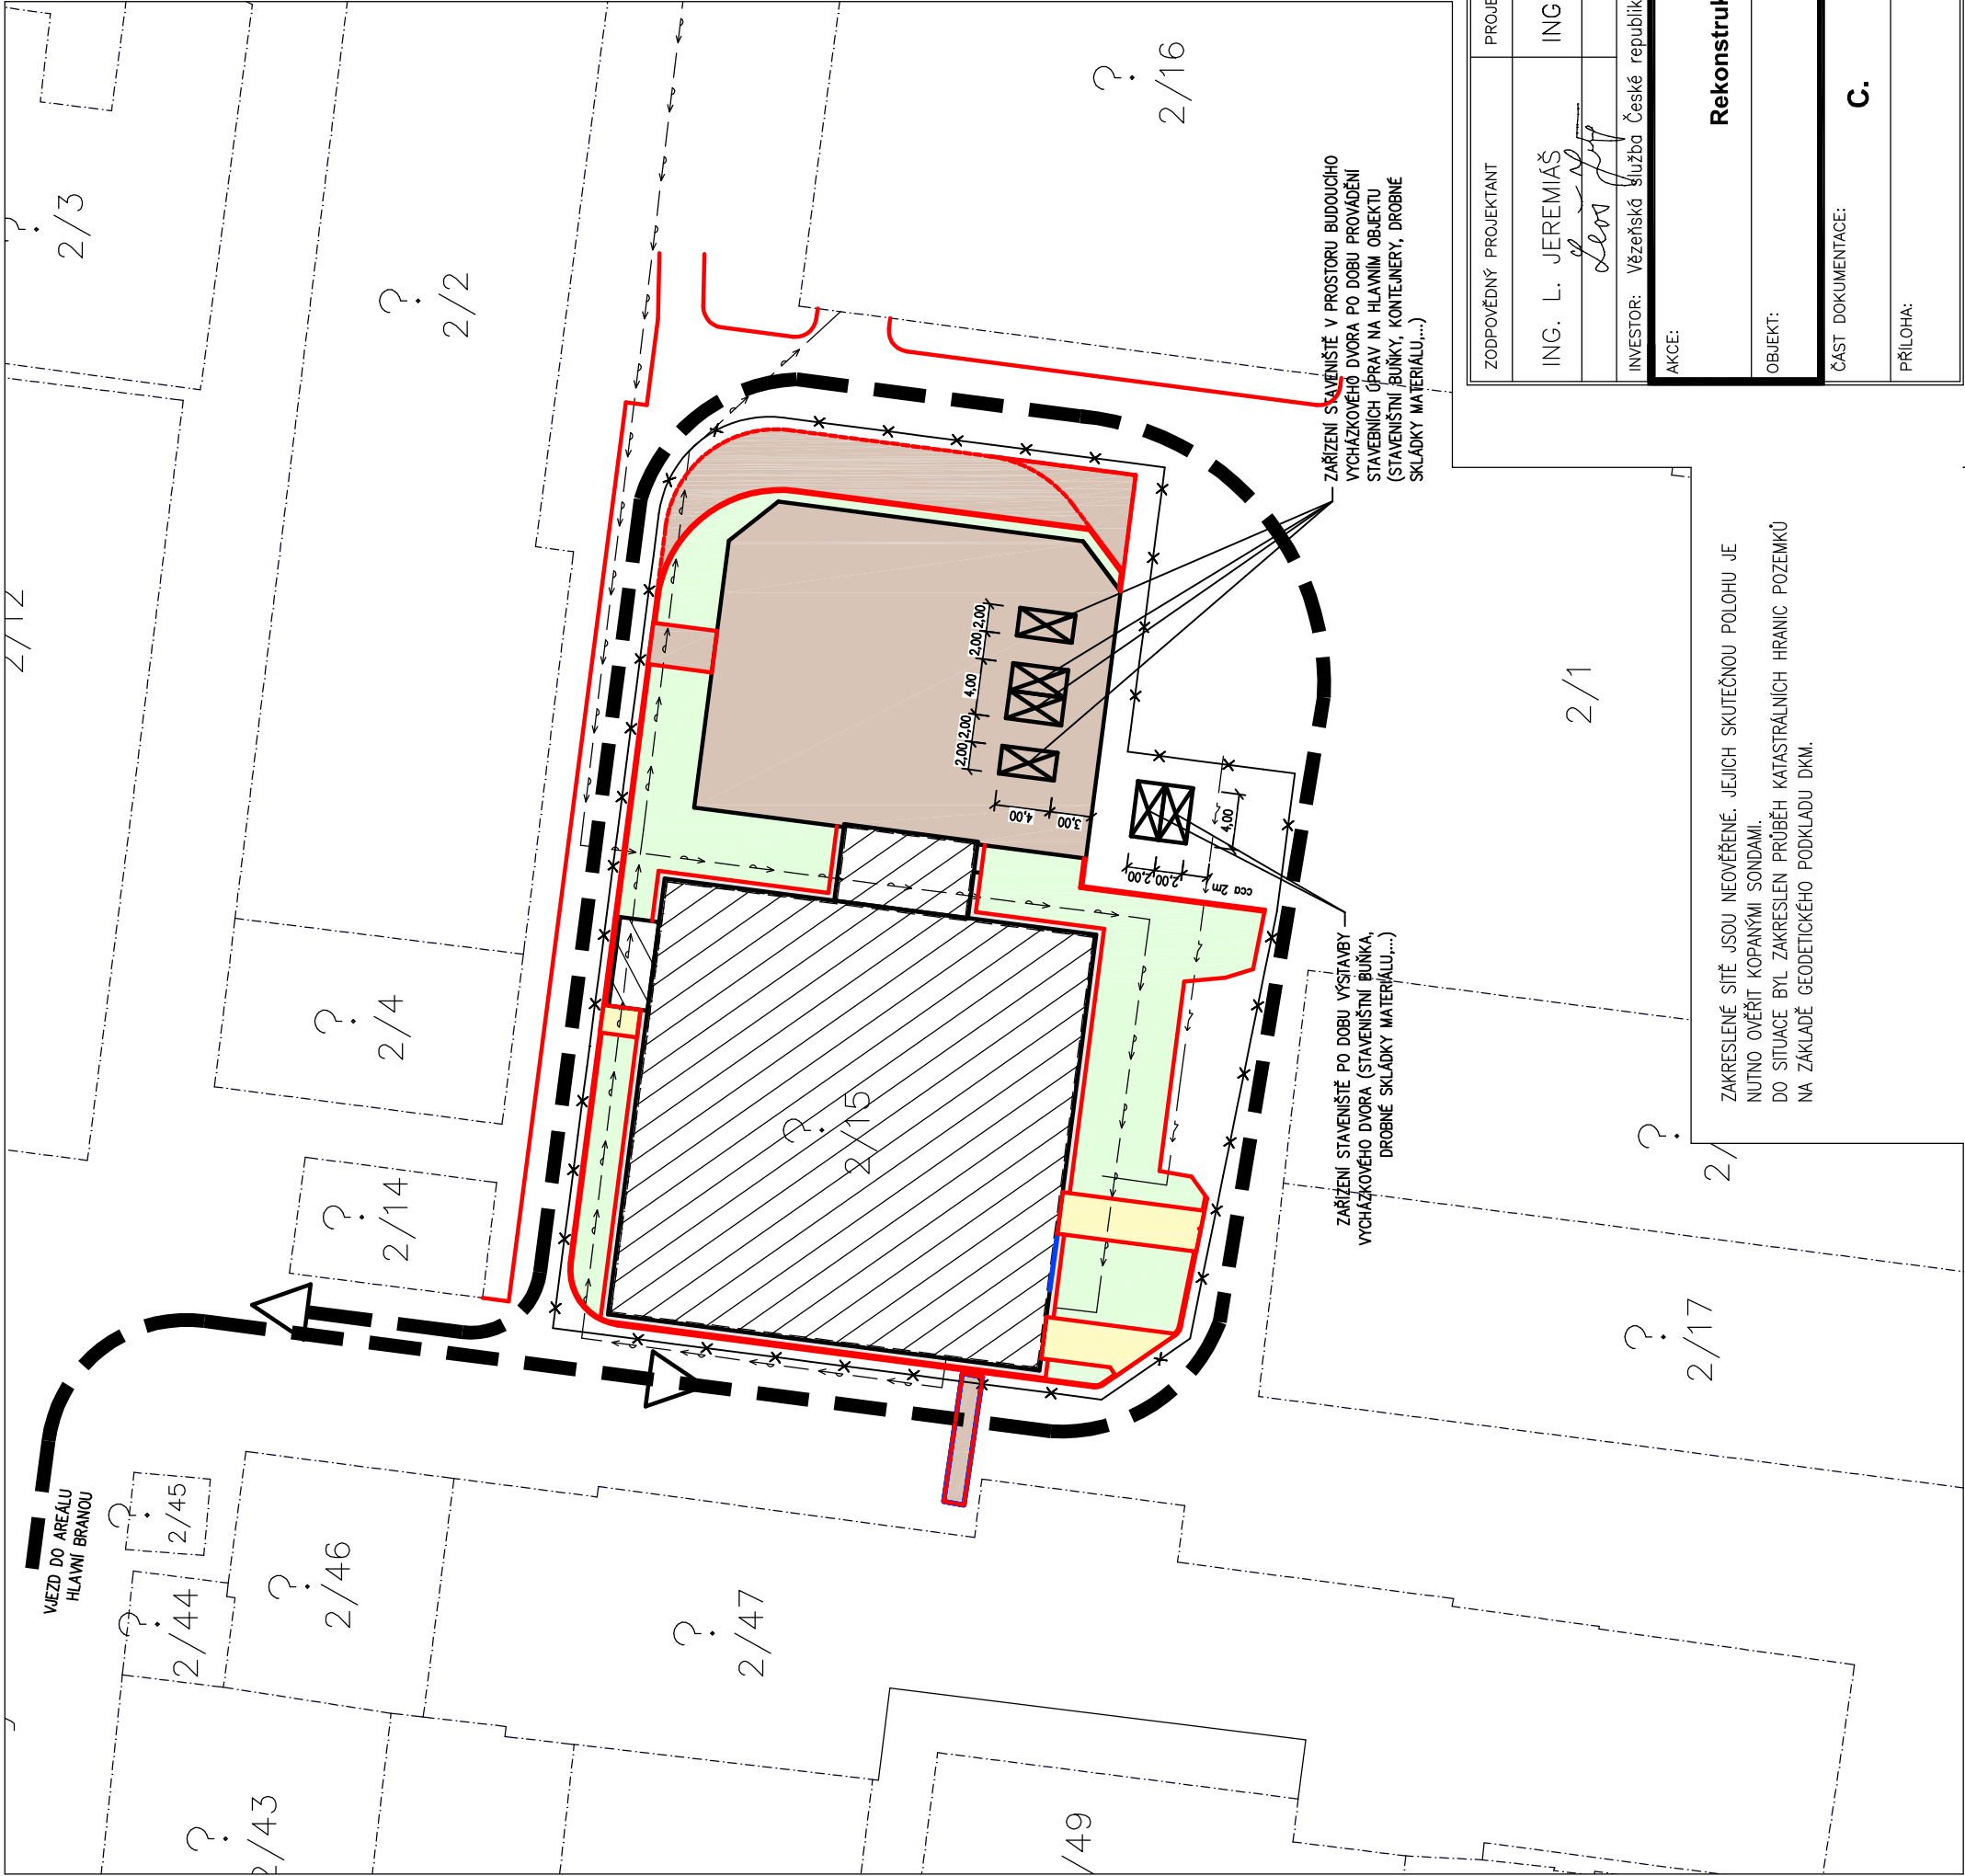 VJEZD DO AREÁLU
HLAVNÍ BRANOU
2/45
2/44
2/46
2/43
2/47
2/49
2/14
2/4
2/12
2/3
2/2
2/16
2/15
2/1
2/17
2/
2,00
2,00
4,00
2,00
2,00
4,00
3,00
2,00
2,00
cca 2m
4,00
ZAŘÍZENÍ STAVENIŠTĚ V PROSTORU BUDOUCÍHO
VYCHÁZKOVÉHO DVORA PO DOBU PROVÁDĚNÍ
STAVEBNÍCH ÚPRAV NA HLAVNÍM OBJEKTU
(STAVENIŠTNÍ BUŇKY, KONTEJNERY, DROBNÉ
SKLÁDKY MATERIÁLU,...)
ZAŘÍZENÍ STAVENIŠTĚ PO DOBU VÝSTAVBY
VYCHÁZKOVÉHO DVORA (STAVENIŠTNÍ BUŇKA,
DROBNÉ SKLÁDKY MATERIÁLU,...)
ZAKRESLENÉ SÍTĚ JSOU NEOVĚŘENÉ. JEJICH SKUTEČNOU POLOHU JE
NUTNO OVĚŘIT KOPANÝMI SONDAMI.
DO SITUACE BYL ZAKRESLEN PRŮBĚH KATASTRÁLNÍCH HRANIC POZEMKŮ
NA ZÁKLADĚ GEODETICKÉHO PODKLADU DKM.
ZODPOVĚDNÝ PROJEKTANT
PROJE
ING. L. JEREMIÁŠ
ING
INVESTOR: Vězeňská služba České republik
AKCE:
Rekonstruk
OBJEKT:
ČÁST DOKUMENTACE:
C.
PŘÍLOHA: